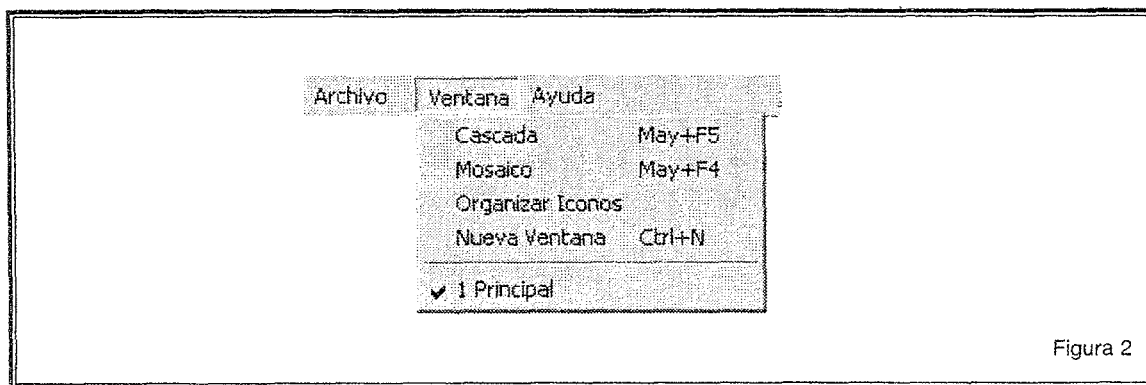 Archivo Ventana Ayuda
Cascada May+F5
Mosaico May+F4
Organizar Iconos
Nueva Ventana Ctrl+N
✔ 1 Principal
Figura 2